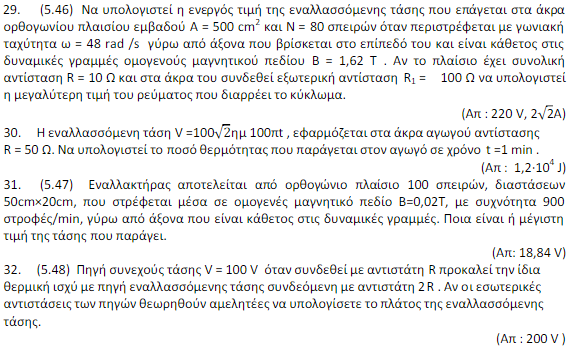 29. (5.46) Να υπολογιστεί η ενεργός τιμή της εναλλασσόμενης τάσης που επάγεται στα άκρα
ορθογωνίου πλαισίου εμβαδού A = 500 cm² και N = 80 σπειρών όταν περιστρέφεται με γωνιακή
ταχύτητα ω = 48 rad /s γύρω από άξονα που βρίσκεται στο επίπεδό του και είναι κάθετος στις
δυναμικές γραμμές ομογενούς μαγνητικού πεδίου B = 1,62 T . Αν το πλαίσιο έχει συνολική
αντίσταση R = 10 Ω και στα άκρα του συνδεθεί εξωτερική αντίσταση R₁ = 100 Ω να υπολογιστεί
η μεγαλύτερη τιμή του ρεύματος που διαρρέει το κύκλωμα.
(Απ : 220 V, 2√2A)
30. Η εναλλασσόμενη τάση V =100√2ημ 100πt , εφαρμόζεται στα άκρα αγωγού αντίστασης
R = 50 Ω. Να υπολογιστεί το ποσό θερμότητας που παράγεται στον αγωγό σε χρόνο t =1 min .
(Απ : 1,2·10⁴ J)
31. (5.47) Εναλλακτήρας αποτελείται από ορθογώνιο πλαίσιο 100 σπειρών, διαστάσεων
50cm×20cm, που στρέφεται μέσα σε ομογενές μαγνητικό πεδίο B=0,02T, με συχνότητα 900
στροφές/min, γύρω από άξονα που είναι κάθετος στις δυναμικές γραμμές. Ποια είναι ή μέγιστη
τιμή της τάσης που παράγει.
(Απ: 18,84 V)
32. (5.48) Πηγή συνεχούς τάσης V = 100 V όταν συνδεθεί με αντιστάτη R προκαλεί την ίδια
θερμική ισχύ με πηγή εναλλασσόμενης τάσης συνδεόμενη με αντιστάτη 2 R . Αν οι εσωτερικές
αντιστάσεις των πηγών θεωρηθούν αμελητέες να υπολογίσετε το πλάτος της εναλλασσόμενης
τάσης.
(Απ : 200 V )